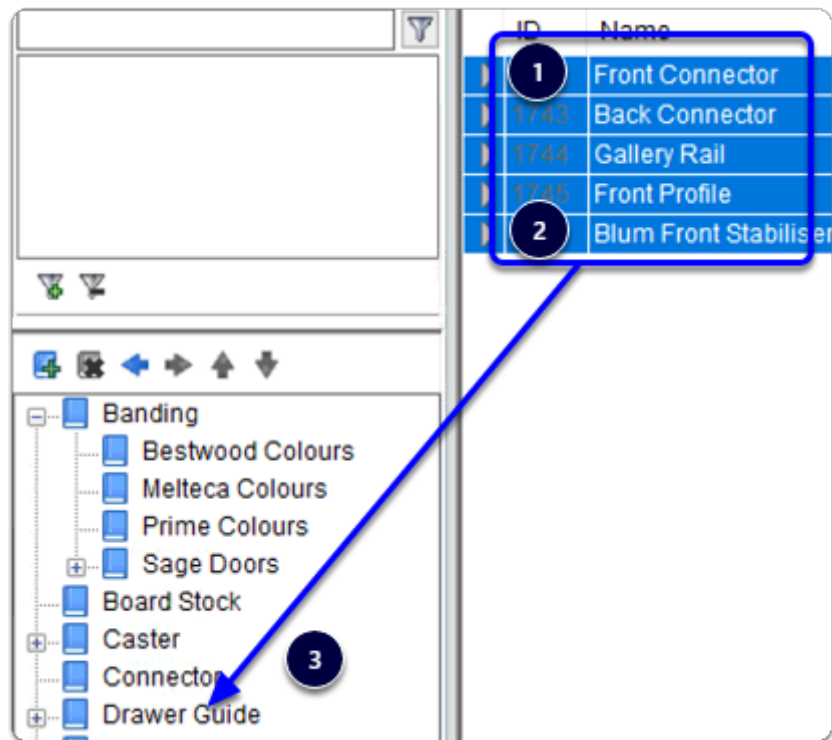 ID Name
1 Front Connector
1743 Back Connector
1744 Gallery Rail
1745 Front Profile
2 Blum Front Stabiliser
Banding
Bestwood Colours
Melteca Colours
Prime Colours
Sage Doors
Board Stock
Caster
3
Connector
Drawer Guide